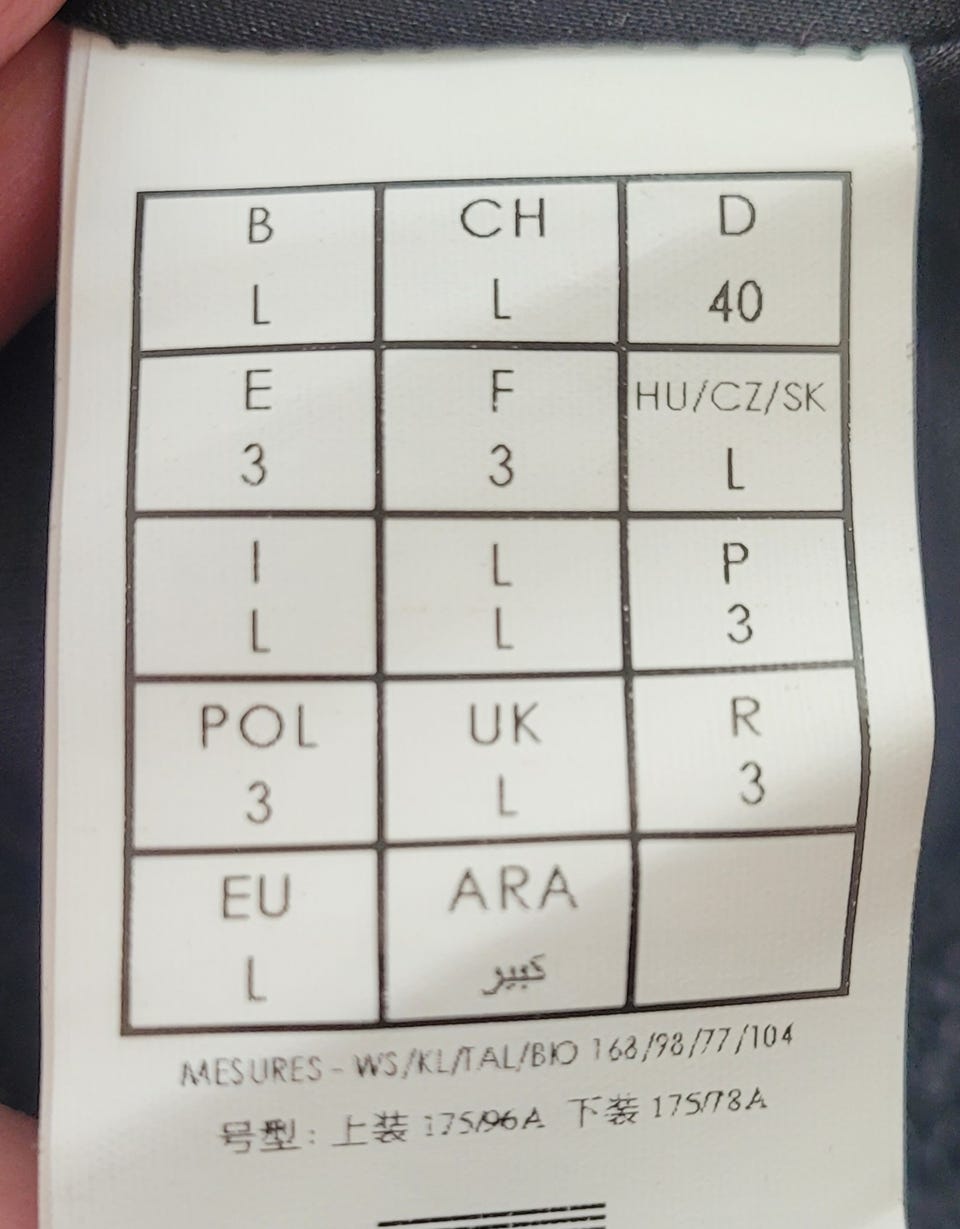 B CH D
L L 40
E F HU/CZ/SK
3 3 L
I L P
L L 3
POL UK R
3 L 3
EU ARA
L كبير
MESURES - WS/KL/TAL/BIO 168/98/77/104
号型: 上装 175/96A 下装 175/78A